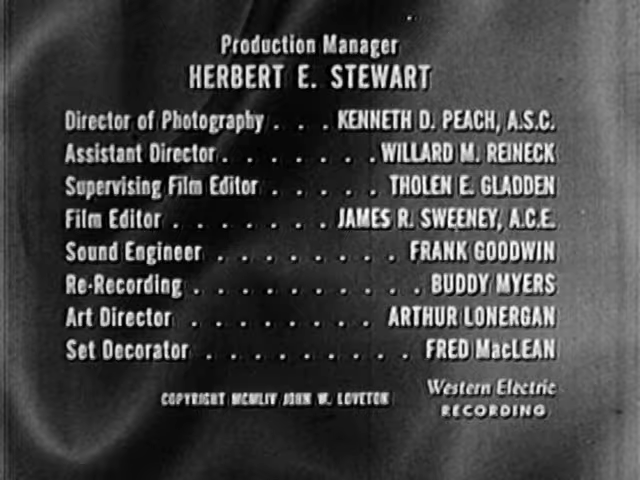 Production Manager
HERBERT E. STEWART
Director of Photography . . . KENNETH D. PEACH, A.S.C.
Assistant Director . . . . . . . WILLARD M. REINECK
Supervising Film Editor . . . . . THOLEN E. GLADDEN
Film Editor . . . . . . . JAMES R. SWEENEY, A.C.E.
Sound Engineer . . . . . . . . FRANK GOODWIN
Re-Recording . . . . . . . . . . BUDDY MYERS
Art Director . . . . . . . . ARTHUR LONERGAN
Set Decorator . . . . . . . . . FRED MacLEAN
COPYRIGHT MCMLIV JOHN W. LOVETON
Western Electric
RECORDING